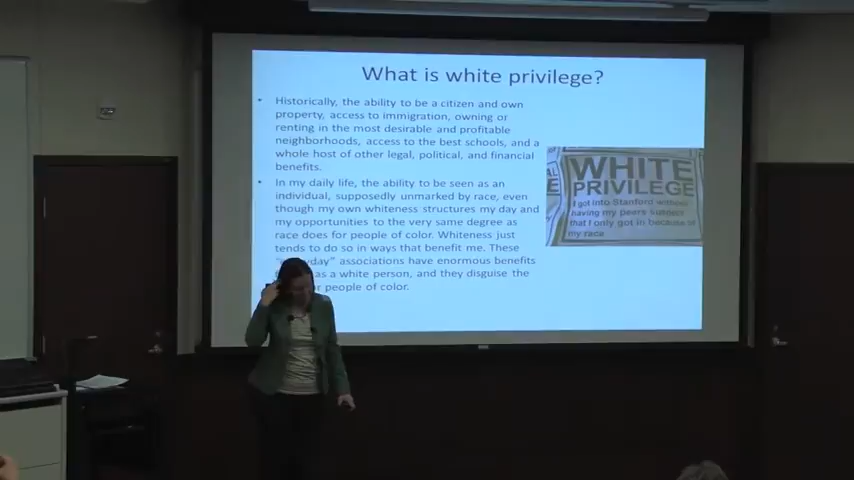 What is white privilege?
• Historically, the ability to be a citizen and own
property, access to immigration, owning or
renting in the most desirable and profitable
neighborhoods, access to the best schools, and a
whole host of other legal, political, and financial
benefits.
• In my daily life, the ability to be seen as an
individual, supposedly unmarked by race, even
though my own whiteness structures my day and
my opportunities to the very same degree as
race does for people of color. Whiteness just
tends to do so in ways that benefit me. These
day” associations have enormous benefits
as a white person, and they disguise the
people of color.
WHITE
PRIVILEGE
I got into Stanford without
having my peers suggest
that I only got in because of
my race